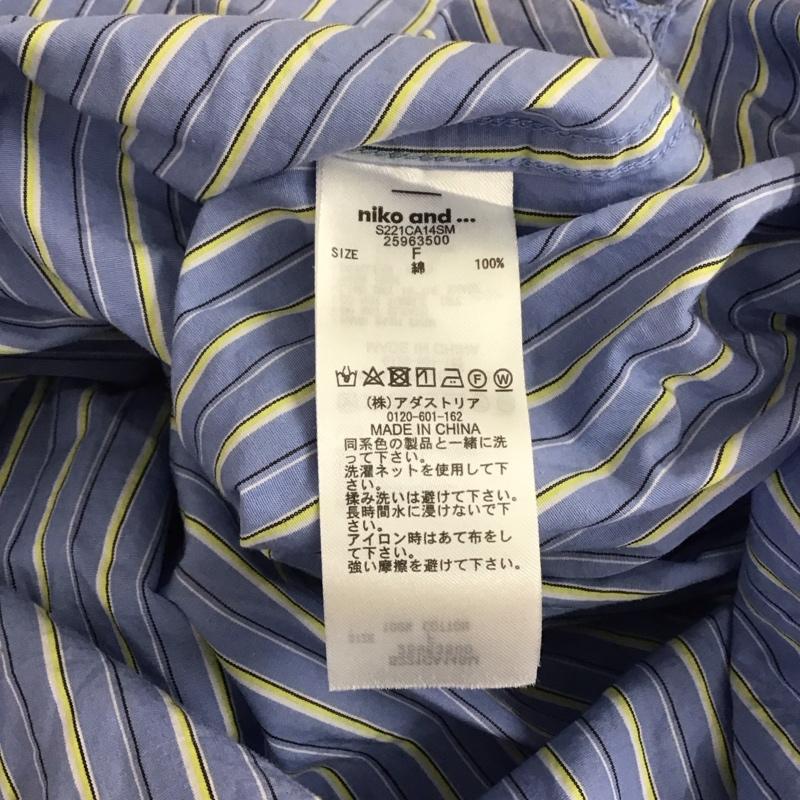 niko and ...
S221CA14SM
25963500
SIZE F
綿 100%
F W
(株)アダストリア
0120-601-162
MADE IN CHINA
同系色の製品と一緒に洗
って下さい。
洗濯ネットを使用して下
さい。
揉み洗いは避けて下さい。
長時間水に浸けないで下
さい。
アイロン時はあて布をし
て下さい。
強い摩擦を避けて下さい。
100% COTTON
SIZE F
25963500
S221CA14SM